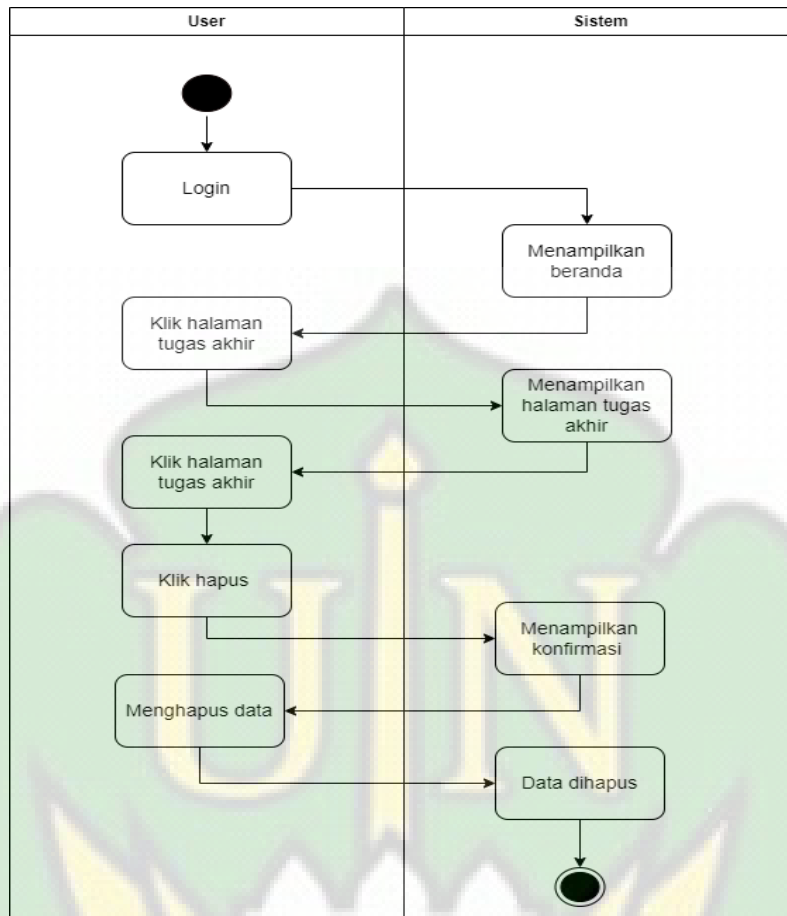 User
Sistem
Login
Menampilkan
beranda
Klik halaman
tugas akhir
Menampilkan
halaman tugas
akhir
Klik halaman
tugas akhir
Klik hapus
Menampilkan
konfirmasi
Menghapus data
Data dihapus
UIN